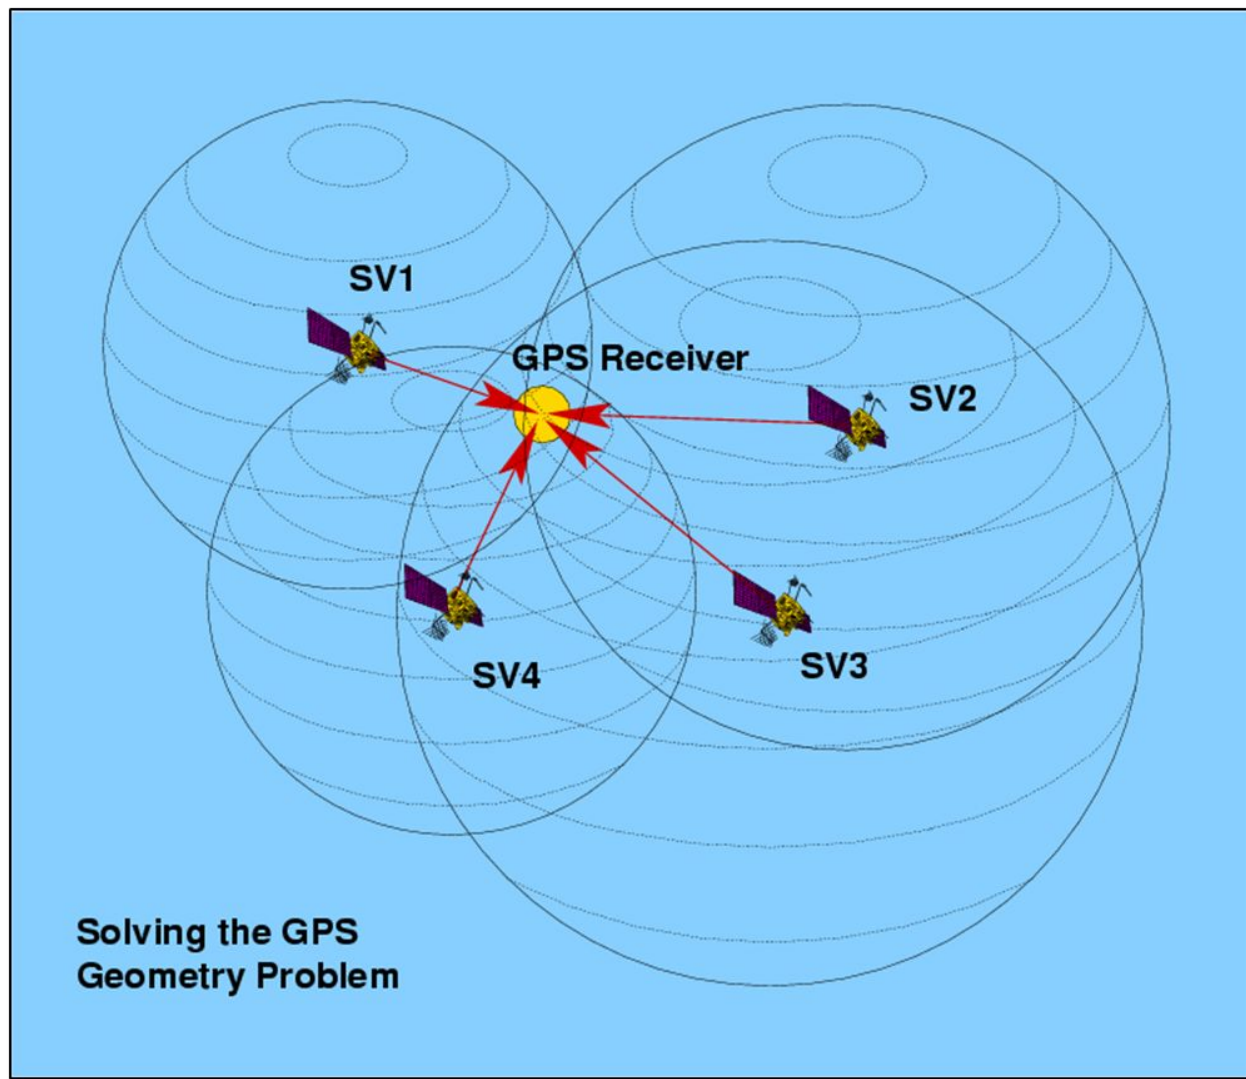 SV1
GPS Receiver
SV2
SV4
SV3
Solving the GPS
Geometry Problem